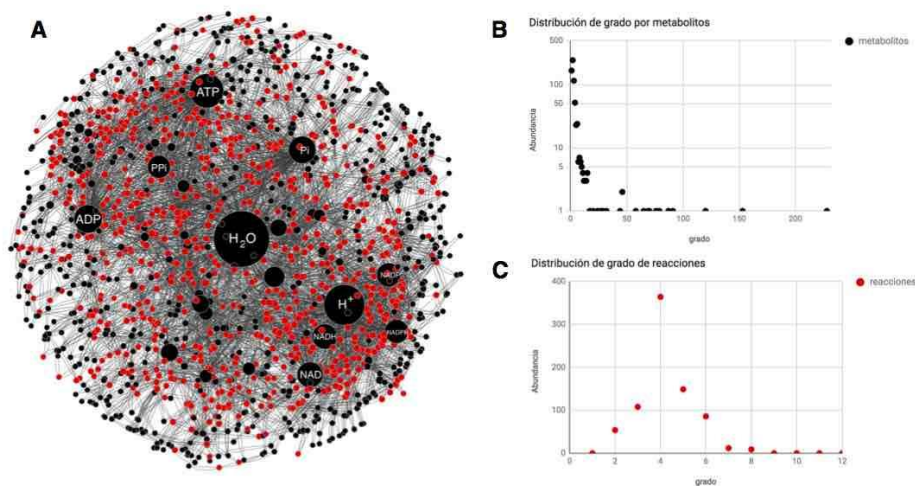 A
ATP
Pi
PPi
ADP
H₂O
H⁺
NADH
NADPH
NAD
B
Distribución de grado por metabolitos
metabolitos
500
100
50
10
5
1
0
50
100
150
200
Abundancia
grado
C
Distribución de grado de reacciones
reacciones
400
300
200
100
0
0
2
4
6
8
10
12
Abundancia
grado